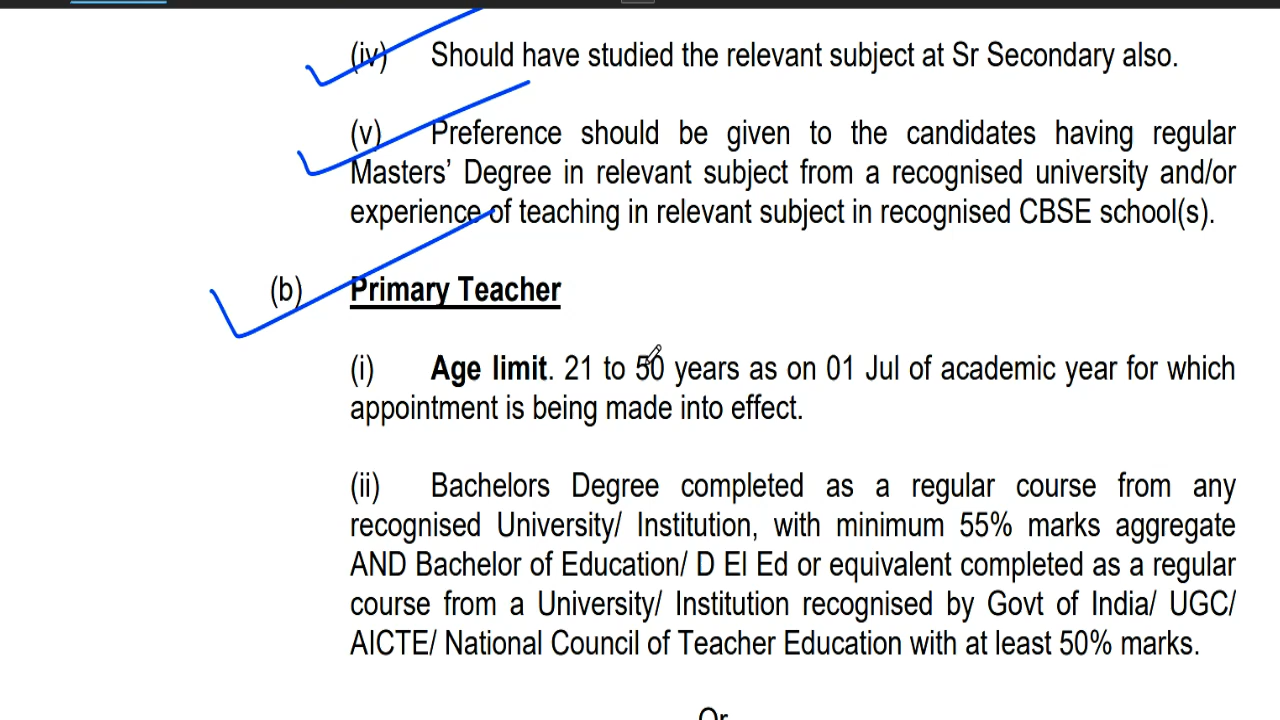 (iv) Should have studied the relevant subject at Sr Secondary also.
(v) Preference should be given to the candidates having regular
Masters’ Degree in relevant subject from a recognised university and/or
experience of teaching in relevant subject in recognised CBSE school(s).
(b) Primary Teacher
(i) Age limit. 21 to 50 years as on 01 Jul of academic year for which
appointment is being made into effect.
(ii) Bachelors Degree completed as a regular course from any
recognised University/ Institution, with minimum 55% marks aggregate
AND Bachelor of Education/ D El Ed or equivalent completed as a regular
course from a University/ Institution recognised by Govt of India/ UGC/
AICTE/ National Council of Teacher Education with at least 50% marks.
Or